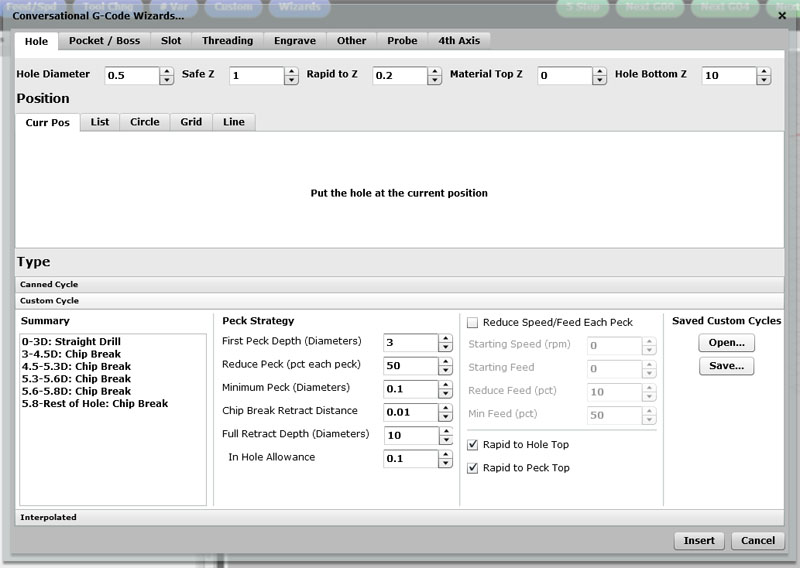 Feed/Spd Tool Chng # Var Custom Wizards 5 Step Next G00 Next G04
Conversational G-Code Wizards...
Hole Pocket / Boss Slot Threading Engrave Other Probe 4th Axis
Hole Diameter 0.5 Safe Z 1 Rapid to Z 0.2 Material Top Z 0 Hole Bottom Z 10
Position
Curr Pos List Circle Grid Line
Put the hole at the current position
Type
Canned Cycle
Custom Cycle
Summary
0-3D: Straight Drill
3-4.5D: Chip Break
4.5-5.3D: Chip Break
5.3-5.6D: Chip Break
5.6-5.8D: Chip Break
5.8-Rest of Hole: Chip Break
Peck Strategy
First Peck Depth (Diameters) 3
Reduce Peck (pct each peck) 50
Minimum Peck (Diameters) 0.1
Chip Break Retract Distance 0.01
Full Retract Depth (Diameters) 10
In Hole Allowance 0.1
Reduce Speed/Feed Each Peck
Starting Speed (rpm) 0
Starting Feed 0
Reduce Feed (pct) 10
Min Feed (pct) 50
Rapid to Hole Top
Rapid to Peck Top
Saved Custom Cycles
Open...
Save...
Interpolated
Insert Cancel